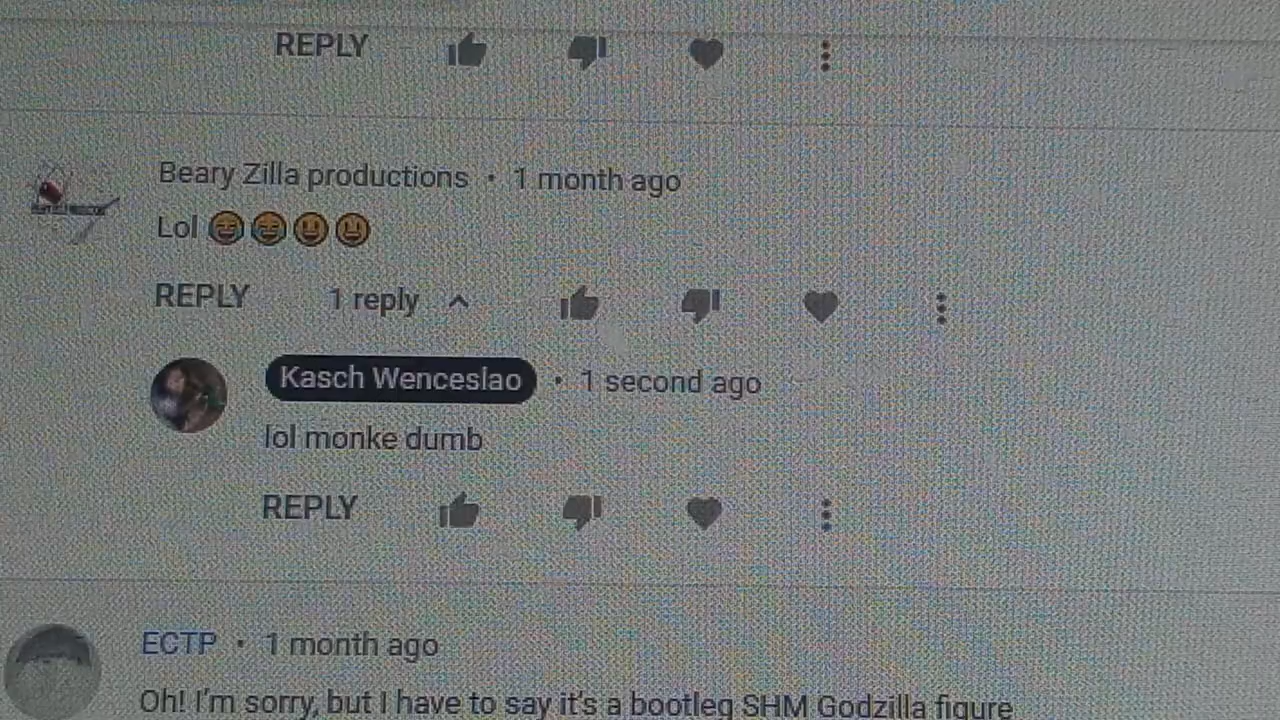 REPLY
Beary Zilla productions • 1 month ago
Lol 😂😂😃😃
REPLY 1 reply
Kasch Wenceslao • 1 second ago
lol monke dumb
REPLY
ECTP • 1 month ago
Oh! I'm sorry, but I have to say it's a bootleg SHM Godzilla figure